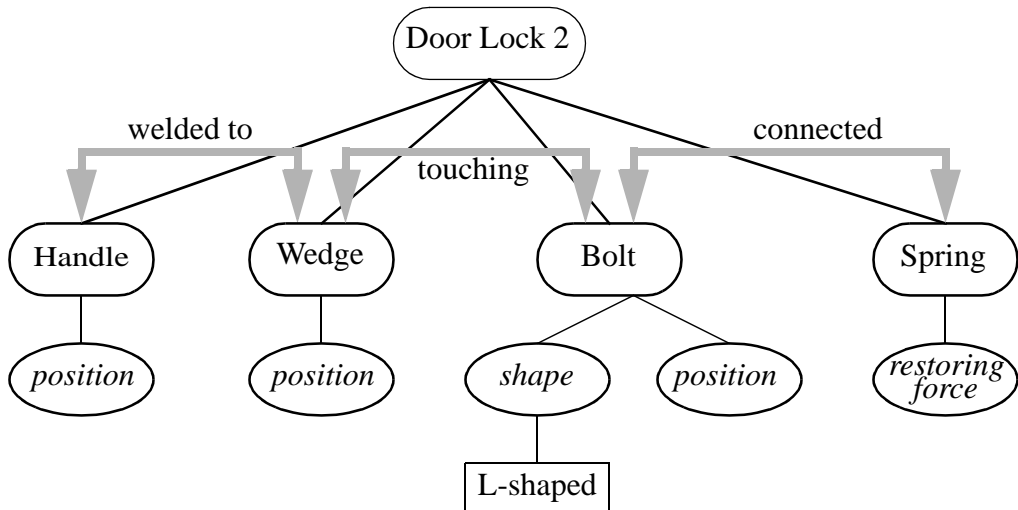 Door Lock 2
welded to
connected
touching
Handle
Wedge
Bolt
Spring
position
position
shape
position
restoring
force
L-shaped